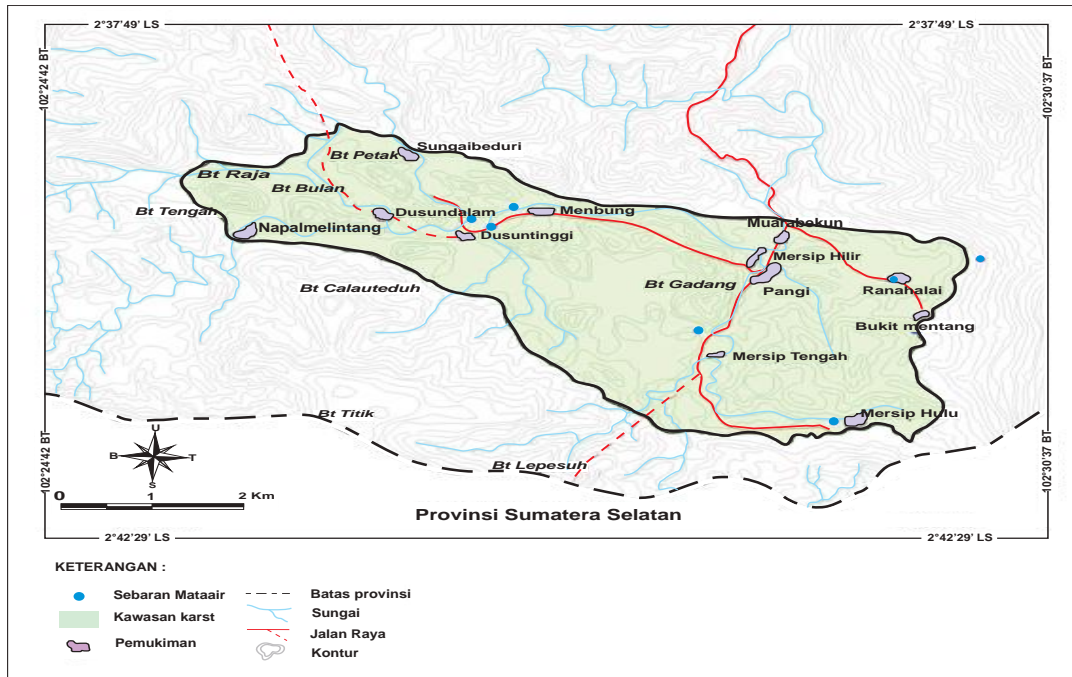 2°37'49' LS
2°37'49' LS
102°24'42 BT
102°30'37 BT
Sungaibeduri
Bt Petak
Bt Raja
Bt Bulan
Bt Tengah
Dusundalam
Menbung
Napalmelintang
Dusuntinggi
Muarabekun
Mersip Hilir
Bt Calauteduh
Bt Gadang
Pangi
Ranahalai
Bukit mentang
Mersip Tengah
Bt Titik
Mersip Hulu
U
B T
S
Bt Lepesuh
102°24'42 BT
102°30'37 BT
0 1 2 Km
Provinsi Sumatera Selatan
2°42'29' LS
2°42'29' LS
KETERANGAN :
Sebaran Mataair
Kawasan karst
Pemukiman
Batas provinsi
Sungai
Jalan Raya
Kontur